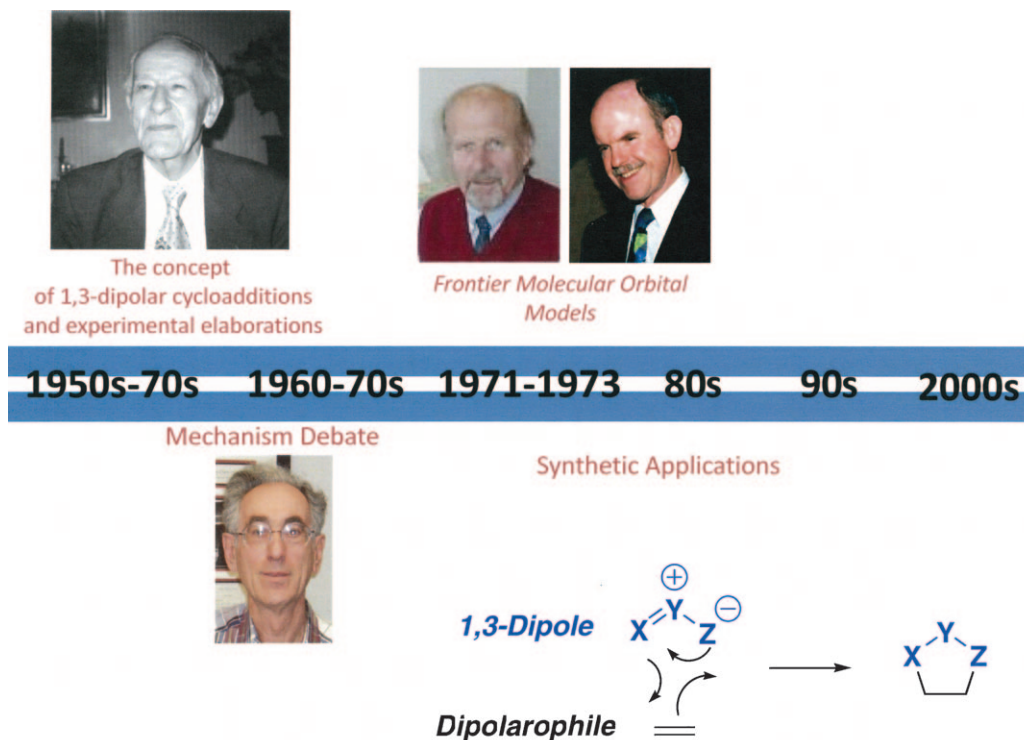 The concept
of 1,3-dipolar cycloadditions
and experimental elaborations
Frontier Molecular Orbital
Models
1950s-70s 1960-70s 1971-1973 80s 90s 2000s
Mechanism Debate
Synthetic Applications
1,3-Dipole
X=Y-Z
+
−
Dipolarophile
X Y Z